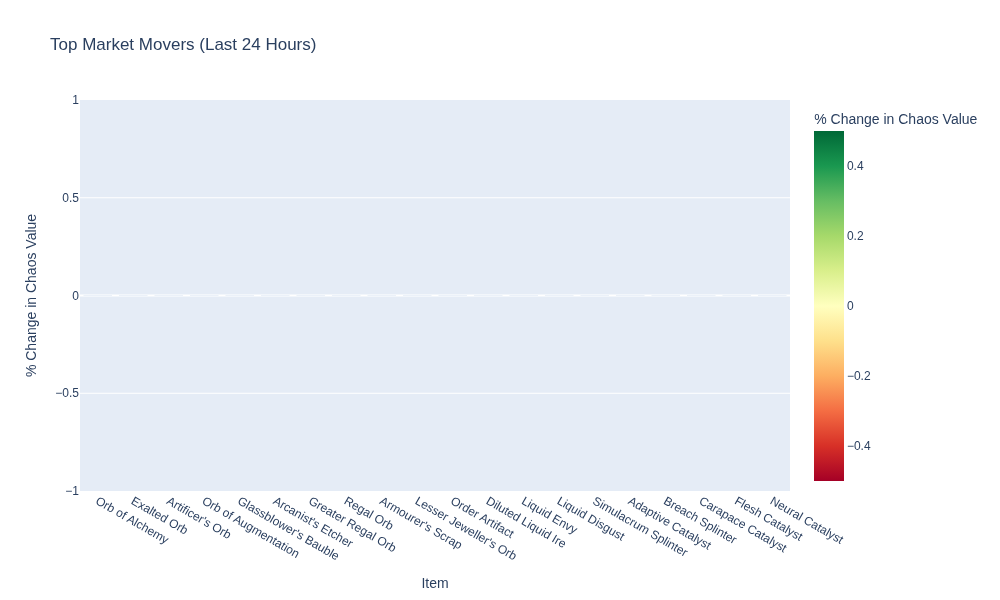 Top Market Movers (Last 24 Hours)
% Change in Chaos Value
1
0.5
0
−0.5
−1
% Change in Chaos Value
0.4
0.2
0
−0.2
−0.4
Orb of Alchemy
Exalted Orb
Artificer's Orb
Orb of Augmentation
Glassblower's Bauble
Arcanist's Etcher
Greater Regal Orb
Regal Orb
Armourer's Scrap
Lesser Jeweller's Orb
Order Artifact
Diluted Liquid Ire
Liquid Envy
Liquid Disgust
Simulacrum Splinter
Adaptive Catalyst
Breach Splinter
Carapace Catalyst
Flesh Catalyst
Neural Catalyst
Item